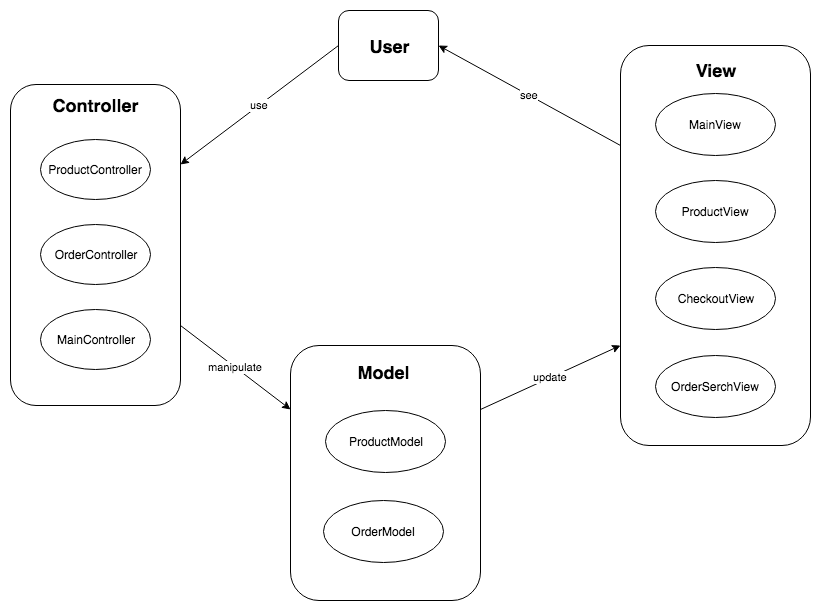 User
View
Controller
use
see
MainView
ProductController
ProductView
OrderController
CheckoutView
MainController
manipulate
Model
update
OrderSerchView
ProductModel
OrderModel